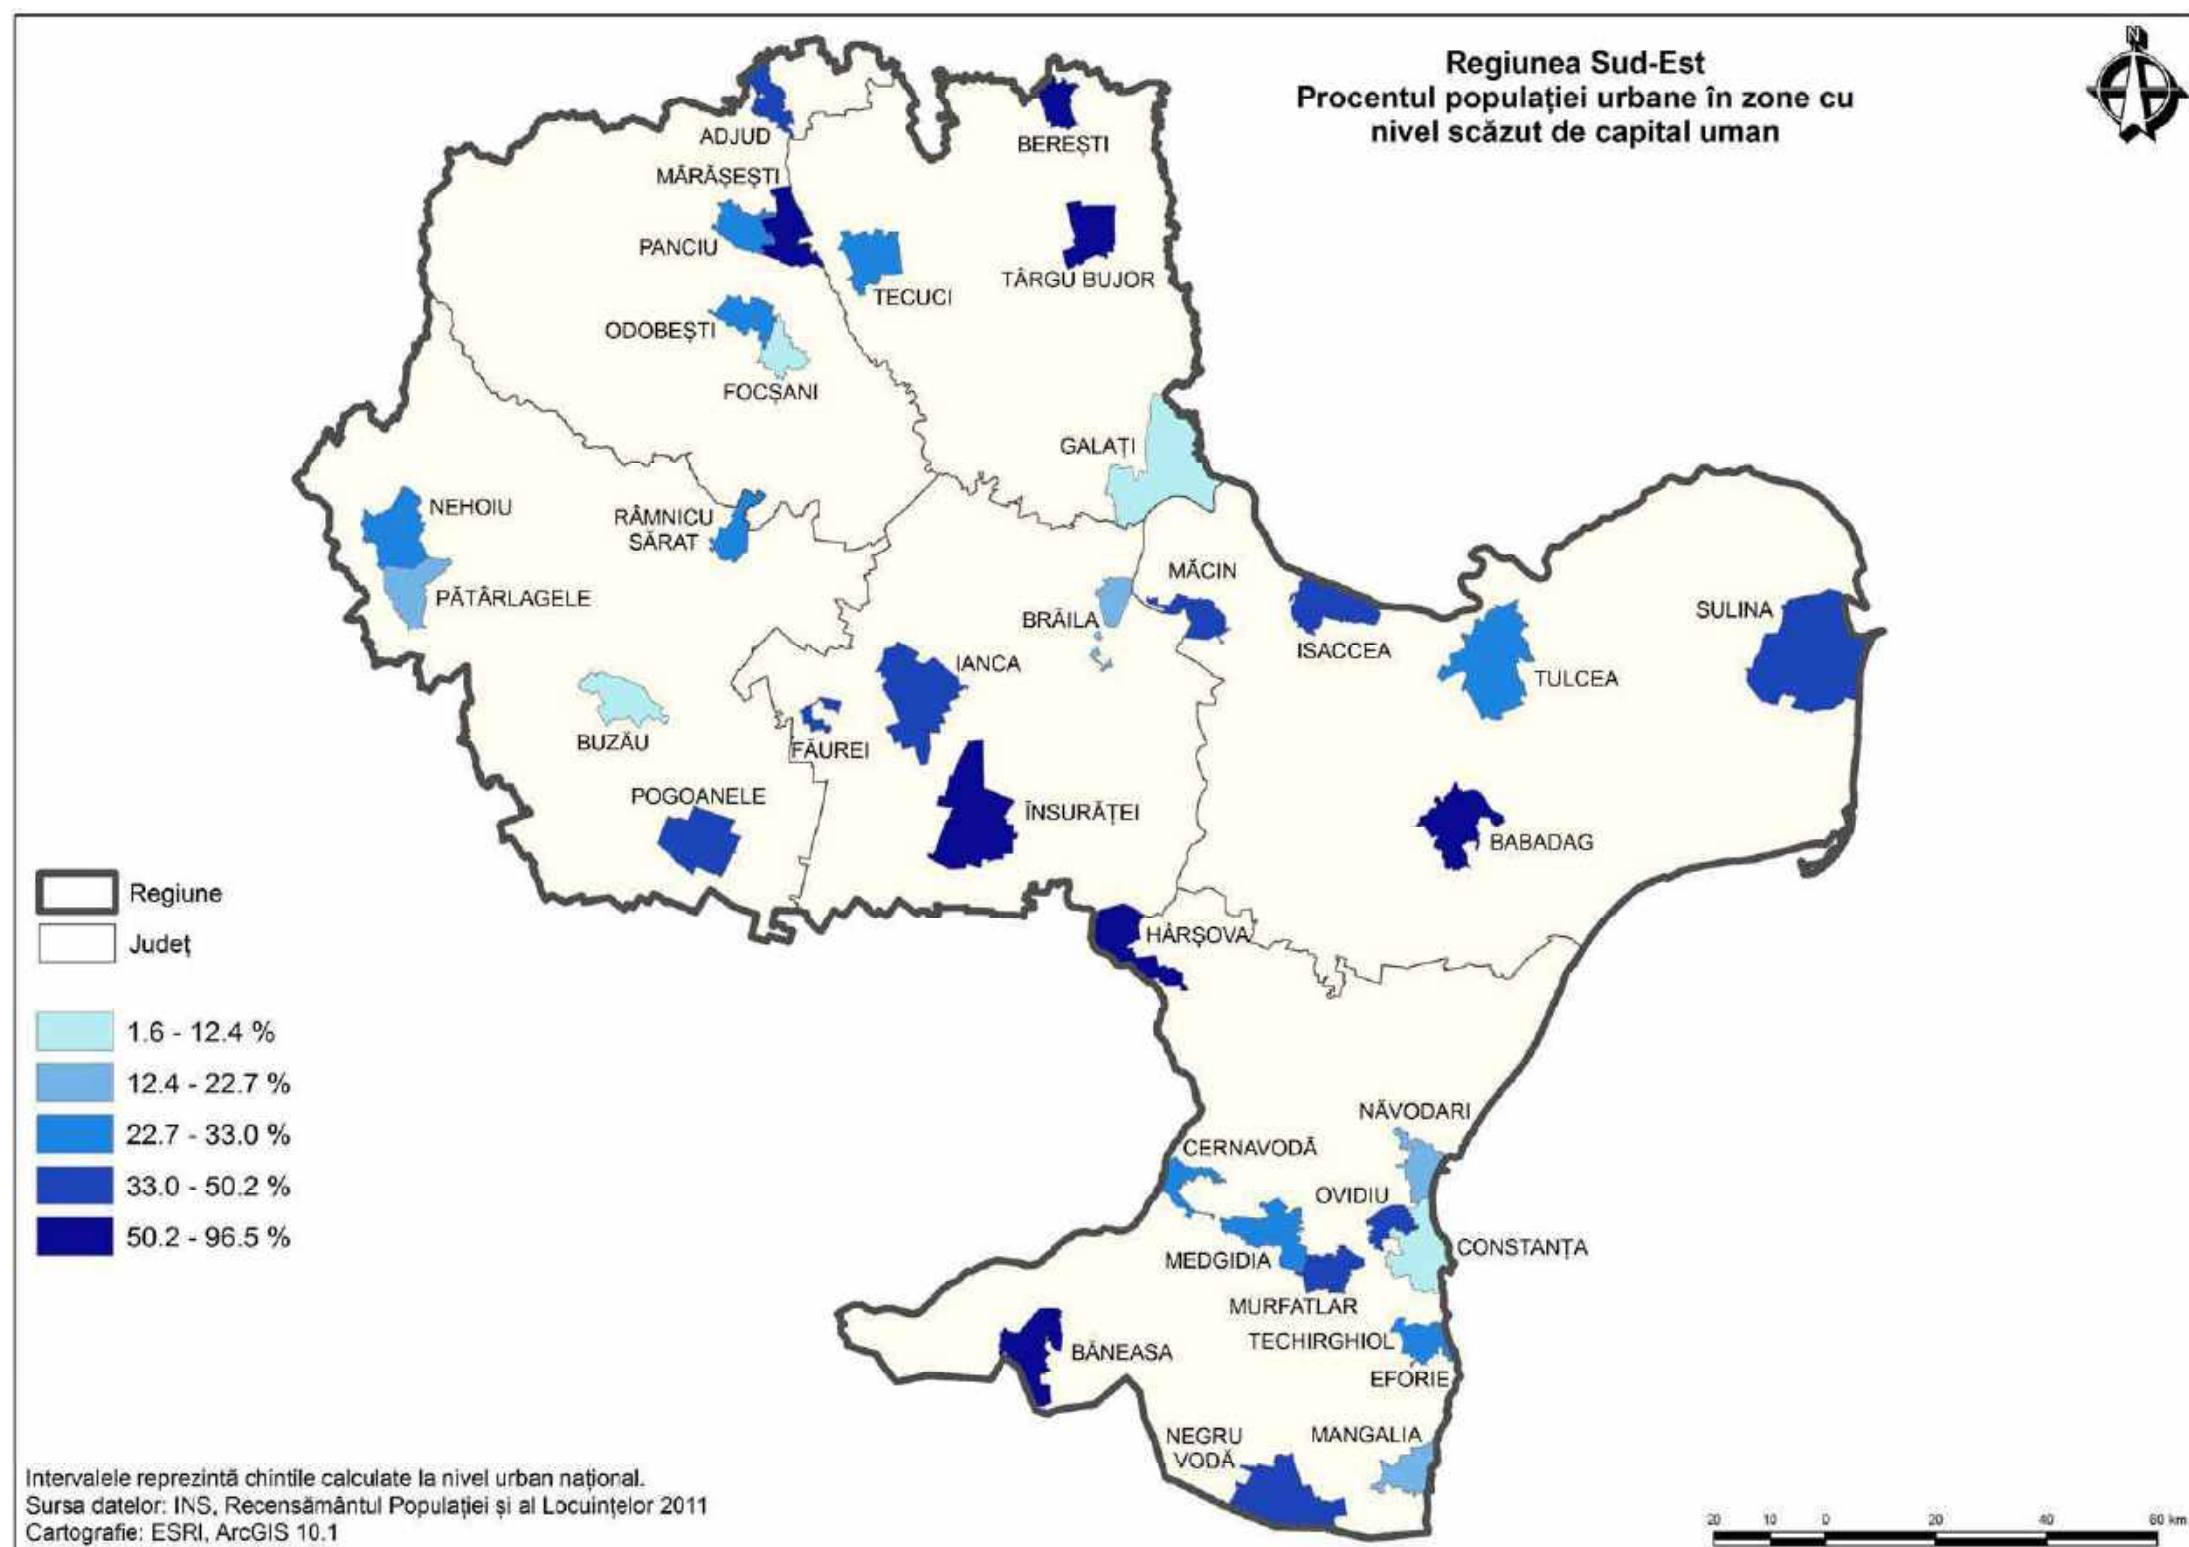 Regiunea Sud-Est
Procentul populației urbane în zone cu
nivel scăzut de capital uman
N
ADJUD
BEREȘTI
MĂRĂȘEȘTI
PANCIU
TECUCI
TÂRGU BUJOR
ODOBEȘTI
FOCȘANI
GALAȚI
NEHOIU
RÂMNICU
SĂRAT
PĂTÂRLAGELE
BRĂILA
MĂCIN
ISACCEA
TULCEA
SULINA
IANCA
BUZĂU
FĂUREI
POGOANELE
ÎNSURĂȚEI
BABADAG
HÂRȘOVA
Regiune
Județ
1.6 - 12.4 %
12.4 - 22.7 %
22.7 - 33.0 %
33.0 - 50.2 %
50.2 - 96.5 %
NĂVODARI
CERNAVODĂ
OVIDIU
CONSTANȚA
MEDGIDIA
MURFATLAR
TECHIRGHIOL
BĂNEASA
EFORIE
NEGRU
VODĂ
MANGALIA
Intervalele reprezintă chintile calculate la nivel urban național.
Sursa datelor: INS, Recensământul Populației și al Locuințelor 2011
Cartografie: ESRI, ArcGIS 10.1
20 10 0 20 40 60 km